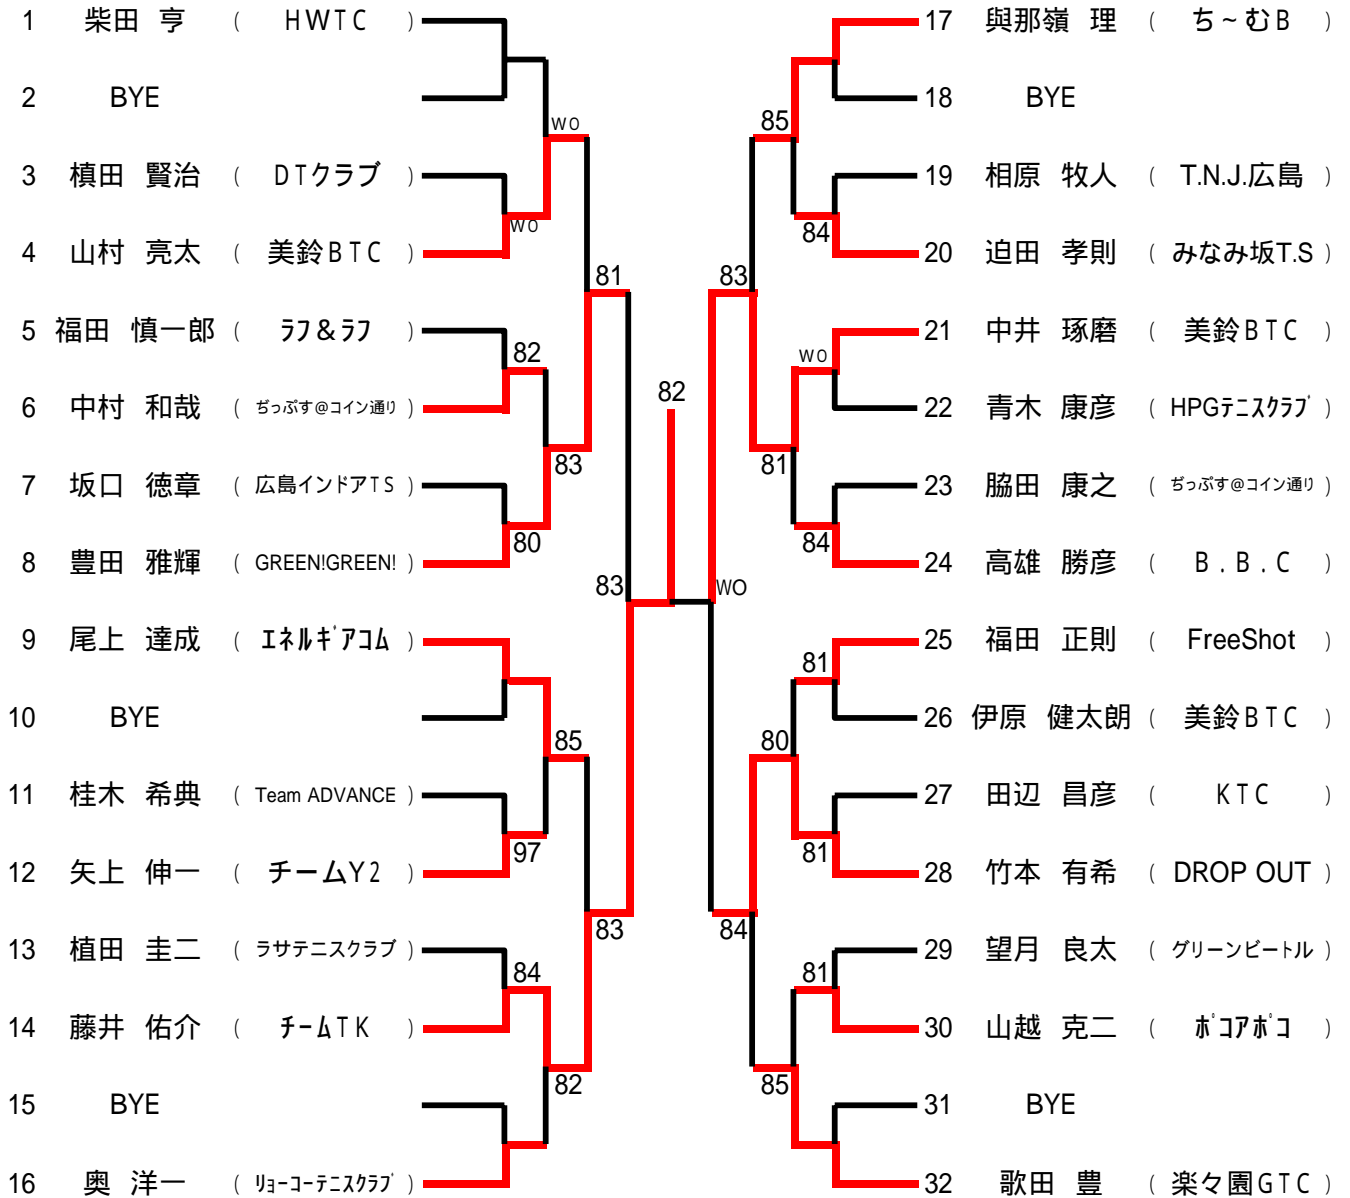 1 柴田 亨 ( HWTC )
2 BYE
wo
3 槙田 賢治 ( DTクラブ )
wo
4 山村 亮太 ( 美鈴BTC )
81
5 福田 慎一郎 ( ラフ&ラフ )
82
6 中村 和哉 ( ぢっぷす@コイン通り )
83
7 坂口 徳章 ( 広島インドアTS )
80
8 豊田 雅輝 ( GREEN!GREEN! )
83
9 尾上 達成 ( エネルギアコム )
10 BYE
85
11 桂木 希典 ( Team ADVANCE )
97
12 矢上 伸一 ( チームY2 )
83
13 植田 圭二 ( ラサテニスクラブ )
84
14 藤井 佑介 ( チームTK )
82
15 BYE
16 奥 洋一 ( リョーコーテニスクラブ )
82
WO
17 與那嶺 理 ( ち~むB )
18 BYE
85
19 相原 牧人 ( T.N.J.広島 )
84
20 迫田 孝則 ( みなみ坂T.S )
83
21 中井 琢磨 ( 美鈴BTC )
wo
22 青木 康彦 ( HPGテニスクラブ )
81
23 脇田 康之 ( ぢっぷす@コイン通り )
84
24 高雄 勝彦 ( B.B.C )
25 福田 正則 ( FreeShot )
81
26 伊原 健太朗 ( 美鈴BTC )
80
27 田辺 昌彦 ( KTC )
81
28 竹本 有希 ( DROP OUT )
84
29 望月 良太 ( グリーンビートル )
81
30 山越 克二 ( ポコアポコ )
85
31 BYE
32 歌田 豊 ( 楽々園GTC )